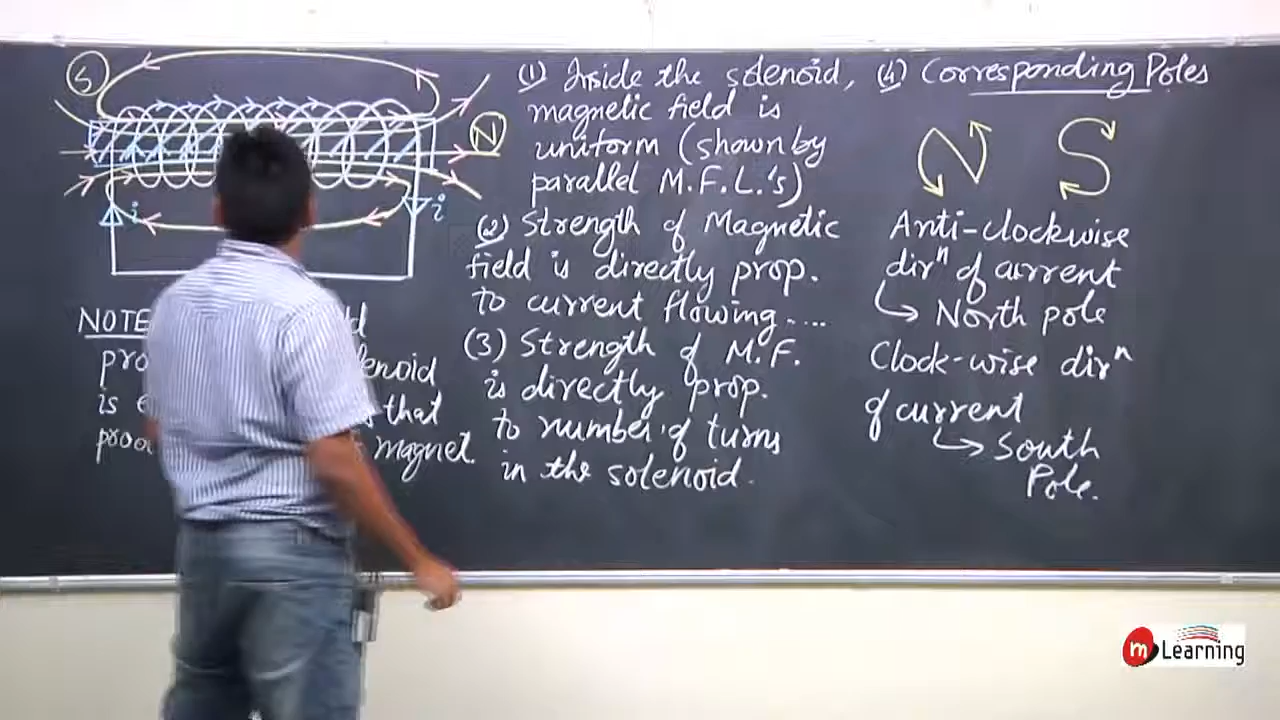 S
N
i
i
NOTE
pro
enoid
is
that
magnet.
(1) Inside the solenoid,
magnetic field is
uniform (shown by
parallel M.F.L.'s)
(2) Strength of Magnetic
field is directly prop.
to current flowing....
(3) Strength of M.F.
is directly prop.
to number of turns
in the solenoid.
(4) Corresponding Poles
N S
Anti-clockwise
dirⁿ of current
↳ North pole
Clock-wise dirⁿ
of current
↳ South
Pole.
m Learning